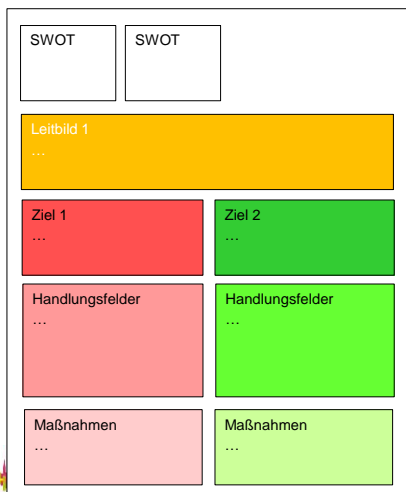 SWOT
SWOT
Leitbild 1
...
Ziel 1
...
Ziel 2
...
Handlungsfelder
...
Handlungsfelder
...
Maßnahmen
...
Maßnahmen
...